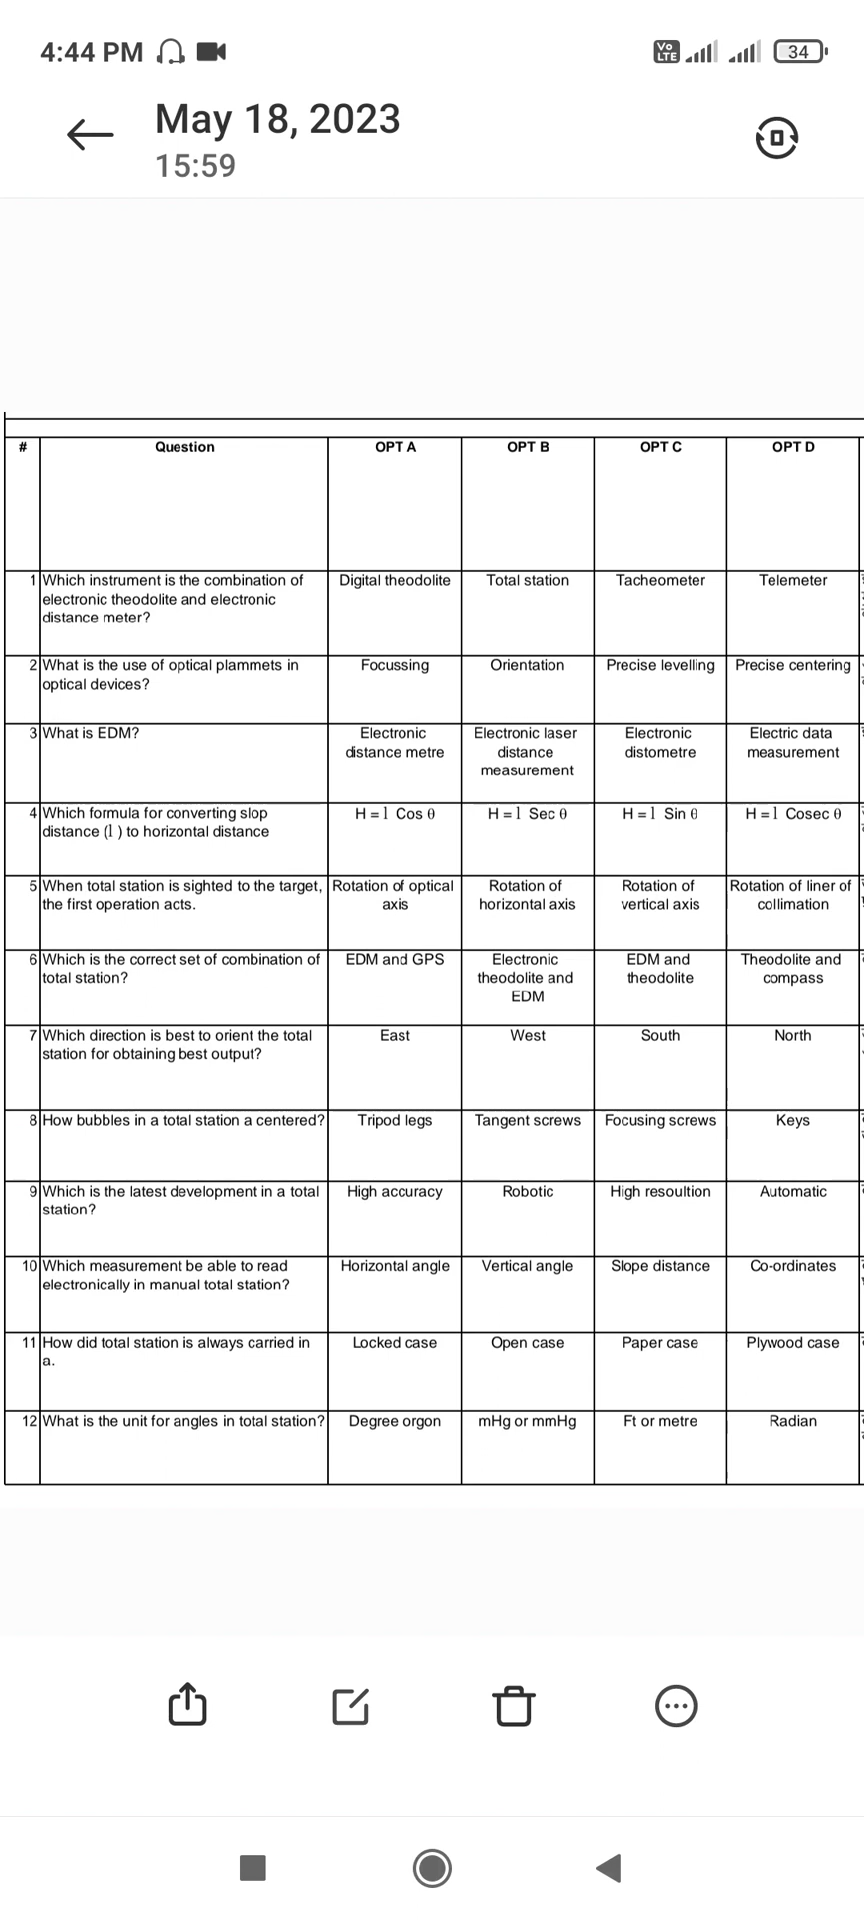 4:44 PM
Vo LTE
34
May 18, 2023
15:59
# Question OPT A OPT B OPT C OPT D
1 Which instrument is the combination of electronic theodolite and electronic distance meter? Digital theodolite Total station Tacheometer Telemeter
2 What is the use of optical plammets in optical devices? Focussing Orientation Precise levelling Precise centering
3 What is EDM? Electronic distance metre Electronic laser distance measurement Electronic distometre Electric data measurement
4 Which formula for converting slop distance (l ) to horizontal distance H = l Cos θ H = l Sec θ H = l Sin θ H = l Cosec θ
5 When total station is sighted to the target, the first operation acts. Rotation of optical axis Rotation of horizontal axis Rotation of vertical axis Rotation of liner of collimation
6 Which is the correct set of combination of total station? EDM and GPS Electronic theodolite and EDM EDM and theodolite Theodolite and compass
7 Which direction is best to orient the total station for obtaining best output? East West South North
8 How bubbles in a total station a centered? Tripod legs Tangent screws Focusing screws Keys
9 Which is the latest development in a total station? High accuracy Robotic High resoultion Automatic
10 Which measurement be able to read electronically in manual total station? Horizontal angle Vertical angle Slope distance Co-ordinates
11 How did total station is always carried in a. Locked case Open case Paper case Plywood case
12 What is the unit for angles in total station? Degree orgon mHg or mmHg Ft or metre Radian